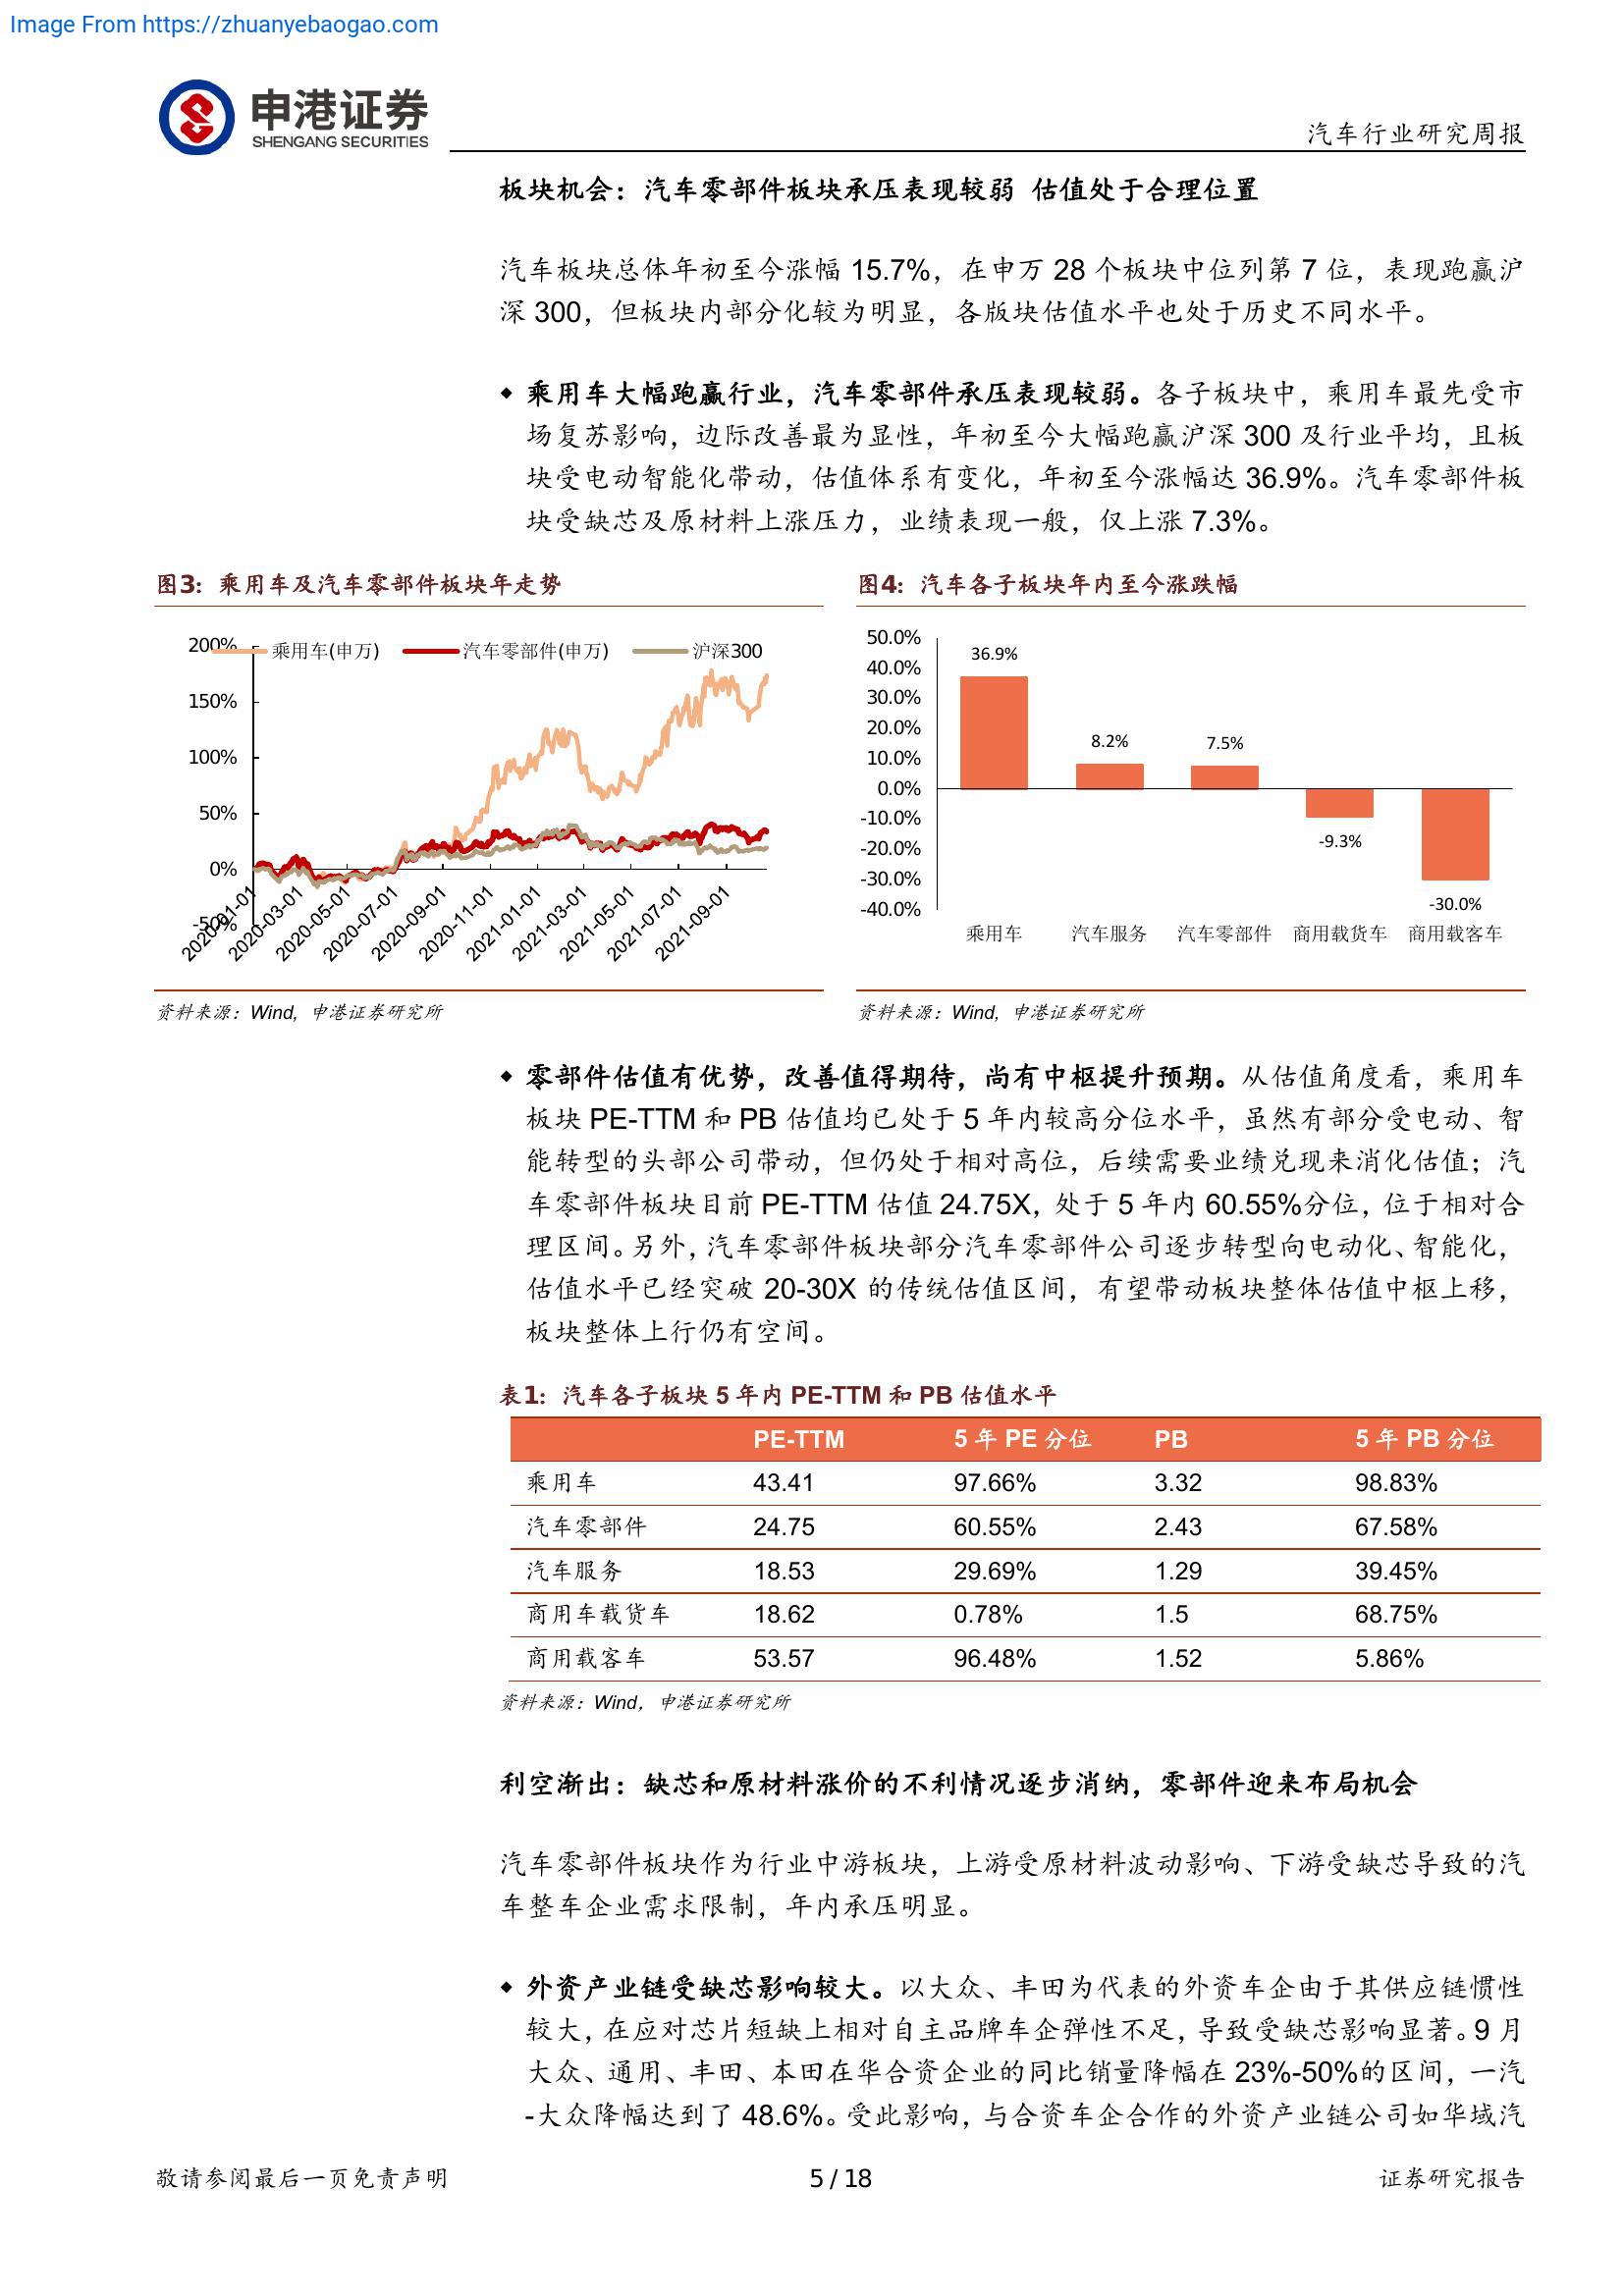 Image From https://zhuanyebaogao.com
申港证券
SHENGANG SECURITIES
汽车行业研究周报
板块机会：汽车零部件板块承压表现较弱 估值处于合理位置
汽车板块总体年初至今涨幅 15.7%，在申万 28 个板块中位列第 7 位，表现跑赢沪
深 300，但板块内部分化较为明显，各版块估值水平也处于历史不同水平。
◆ 乘用车大幅跑赢行业，汽车零部件承压表现较弱。各子板块中，乘用车最先受市
场复苏影响，边际改善最为显性，年初至今大幅跑赢沪深 300 及行业平均，且板
块受电动智能化带动，估值体系有变化，年初至今涨幅达 36.9%。汽车零部件板
块受缺芯及原材料上涨压力，业绩表现一般，仅上涨 7.3%。
图3：乘用车及汽车零部件板块年走势
200%
150%
100%
50%
0%
-50%
乘用车(申万)
汽车零部件(申万)
沪深300
2020-01-01
2020-03-01
2020-05-01
2020-07-01
2020-09-01
2020-11-01
2021-01-01
2021-03-01
2021-05-01
2021-07-01
2021-09-01
资料来源：Wind，申港证券研究所
图4：汽车各子板块年内至今涨跌幅
50.0%
40.0%
30.0%
20.0%
10.0%
0.0%
-10.0%
-20.0%
-30.0%
-40.0%
36.9%
8.2%
7.5%
-9.3%
-30.0%
乘用车
汽车服务
汽车零部件
商用载货车
商用载客车
资料来源：Wind，申港证券研究所
◆ 零部件估值有优势，改善值得期待，尚有中枢提升预期。从估值角度看，乘用车
板块 PE-TTM 和 PB 估值均已处于 5 年内较高分位水平，虽然有部分受电动、智
能转型的头部公司带动，但仍处于相对高位，后续需要业绩兑现来消化估值；汽
车零部件板块目前 PE-TTM 估值 24.75X，处于 5 年内 60.55%分位，位于相对合
理区间。另外，汽车零部件板块部分汽车零部件公司逐步转型向电动化、智能化，
估值水平已经突破 20-30X 的传统估值区间，有望带动板块整体估值中枢上移，
板块整体上行仍有空间。
表1：汽车各子板块 5 年内 PE-TTM 和 PB 估值水平
PE-TTM 5 年 PE 分位 PB 5 年 PB 分位
乘用车 43.41 97.66% 3.32 98.83%
汽车零部件 24.75 60.55% 2.43 67.58%
汽车服务 18.53 29.69% 1.29 39.45%
商用车载货车 18.62 0.78% 1.5 68.75%
商用载客车 53.57 96.48% 1.52 5.86%
资料来源：Wind，申港证券研究所
利空渐出：缺芯和原材料涨价的不利情况逐步消纳，零部件迎来布局机会
汽车零部件板块作为行业中游板块，上游受原材料波动影响、下游受缺芯导致的汽
车整车企业需求限制，年内承压明显。
◆ 外资产业链受缺芯影响较大。以大众、丰田为代表的外资车企由于其供应链惯性
较大，在应对芯片短缺上相对自主品牌车企弹性不足，导致受缺芯影响显著。9 月
大众、通用、丰田、本田在华合资企业的同比销量降幅在 23%-50%的区间，一汽
-大众降幅达到了 48.6%。受此影响，与合资车企合作的外资产业链公司如华域汽
敬请参阅最后一页免责声明
5 / 18
证券研究报告